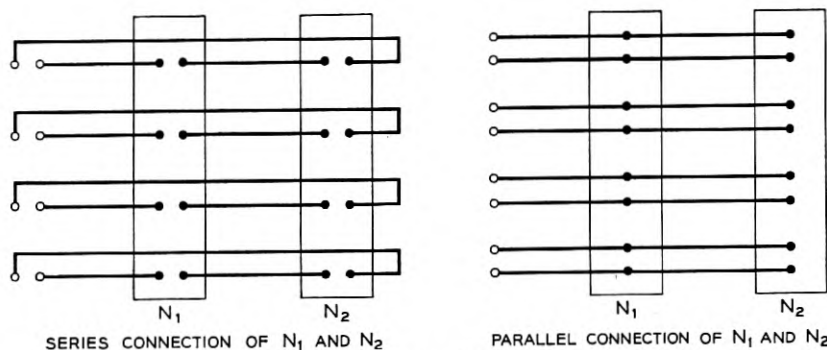 N1 N2
SERIES CONNECTION OF N1 AND N2
N1 N2
PARALLEL CONNECTION OF N1 AND N2